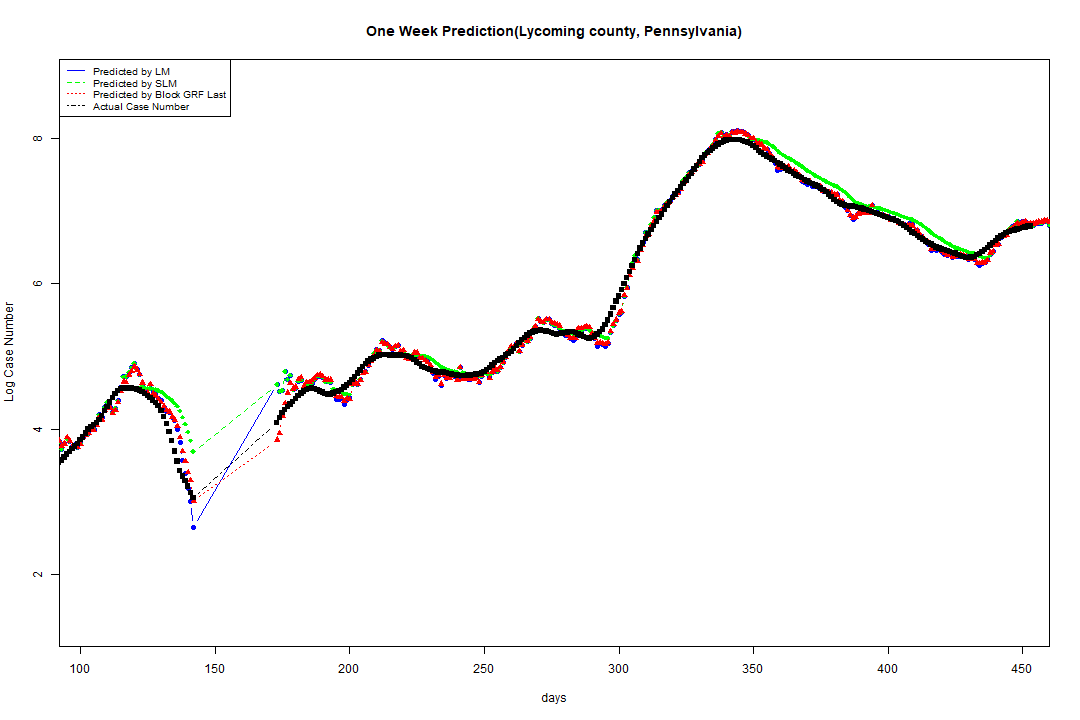 One Week Prediction(Lycoming county, Pennsylvania)
Predicted by LM
Predicted by SLM
Predicted by Block GRF Last
Actual Case Number
8
6
4
2
Log Case Number
100 150 200 250 300 350 400 450
days